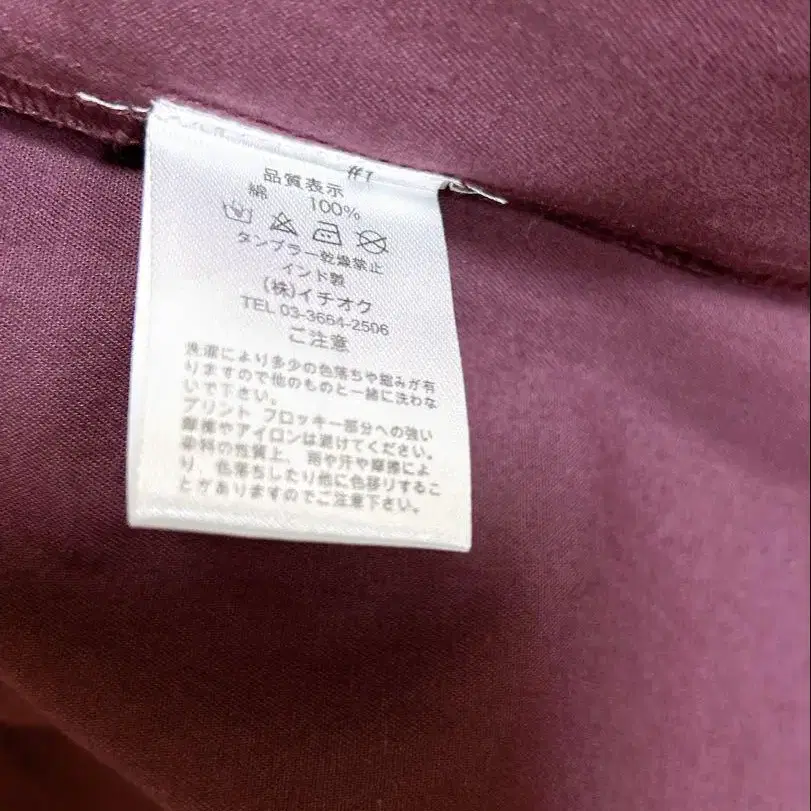 #1
品質表示
綿 100%
タンブラー乾燥禁止
インド製
(株)イチオク
TEL 03-3664-2506
ご注意
洗濯により多少の色落ちや縮みが有
りますので他のものと一緒に洗わな
いで下さい。
プリント フロッキー部分への強い
摩擦やアイロンは避けてください。
染料の性質上、雨や汗や摩擦によ
り、色落ちしたり他に色移りするこ
とがありますのでご注意下さい。